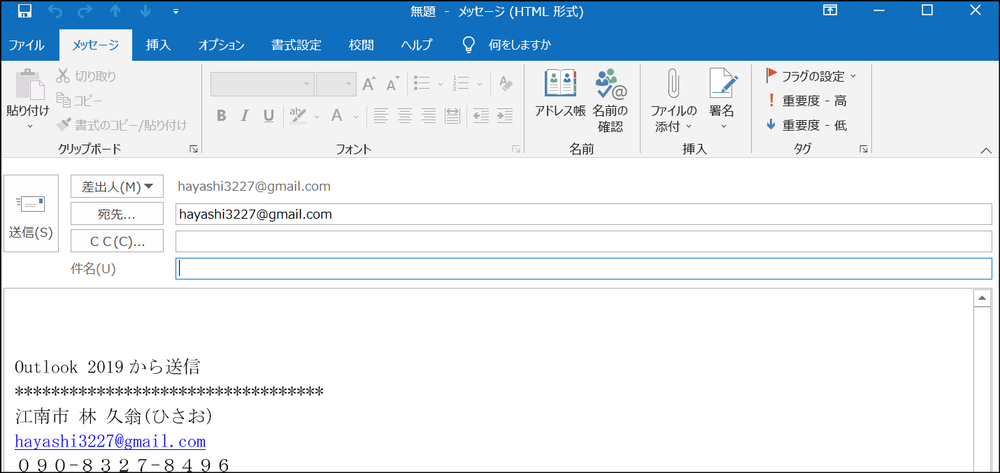 無題 - メッセージ (HTML 形式)
ファイル メッセージ 挿入 オプション 書式設定 校閲 ヘルプ 何をしますか
貼り付け
切り取り
コピー
書式のコピー/貼り付け
クリップボード
A A
B I U ab A
フォント
アドレス帳
名前の
確認
名前
ファイルの
添付
署名
挿入
フラグの設定
重要度 - 高
重要度 - 低
タグ
送信(S)
差出人(M) hayashi3227@gmail.com
宛先... hayashi3227@gmail.com
ＣＣ(C)...
件名(U)
Outlook 2019 から送信
**********************************
江南市 林 久翁(ひさお)
hayashi3227@gmail.com
０９０-８３２７-８４９６